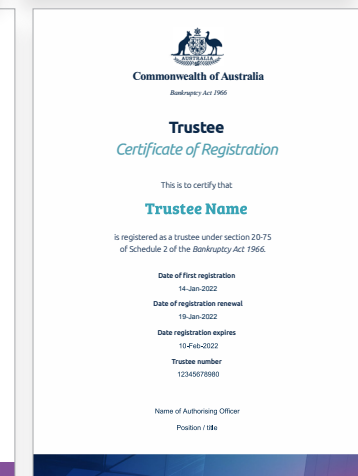 AUSTRALIA
Commonwealth of Australia
Bankruptcy Act 1966
Trustee
Certificate of Registration
This is to certify that
Trustee Name
is registered as a trustee under section 20-75
of Schedule 2 of the Bankruptcy Act 1966.
Date of first registration
14-Jan-2022
Date of registration renewal
19-Jan-2022
Date registration expires
10-Feb-2022
Trustee number
12345678980
Name of Authorising Officer
Position / title